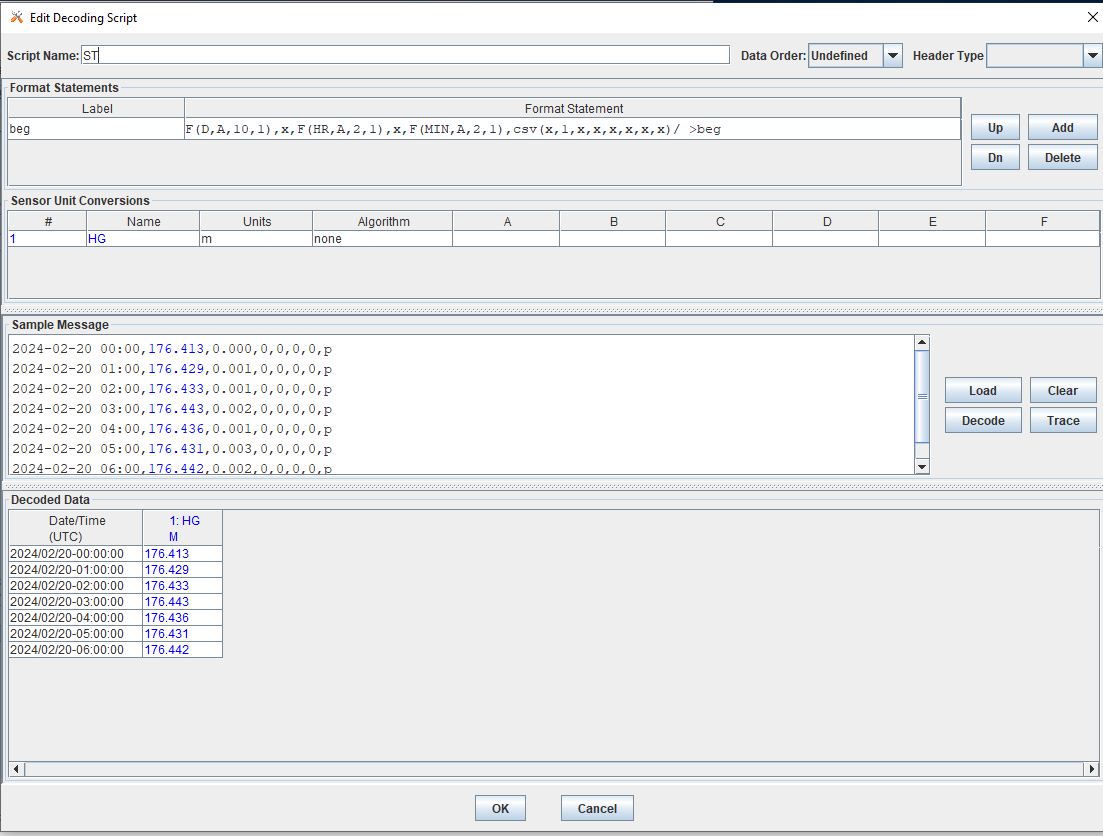 Edit Decoding Script
Script Name: ST Data Order: Undefined Header Type
Format Statements
Label Format Statement
beg F(D,A,10,1),x,F(HR,A,2,1),x,F(MIN,A,2,1),csv(x,1,x,x,x,x,x,x)/ >beg
Up Add
Dn Delete
Sensor Unit Conversions
# Name Units Algorithm A B C D E F
1 HG m none
Sample Message
2024-02-20 00:00,176.413,0.000,0,0,0,0,p
2024-02-20 01:00,176.429,0.001,0,0,0,0,p
2024-02-20 02:00,176.433,0.001,0,0,0,0,p
2024-02-20 03:00,176.443,0.002,0,0,0,0,p
2024-02-20 04:00,176.436,0.001,0,0,0,0,p
2024-02-20 05:00,176.431,0.003,0,0,0,0,p
2024-02-20 06:00,176.442,0.002,0,0,0,0,p
Load Clear
Decode Trace
Decoded Data
Date/Time 1: HG
(UTC) M
2024/02/20-00:00:00 176.413
2024/02/20-01:00:00 176.429
2024/02/20-02:00:00 176.433
2024/02/20-03:00:00 176.443
2024/02/20-04:00:00 176.436
2024/02/20-05:00:00 176.431
2024/02/20-06:00:00 176.442
OK Cancel